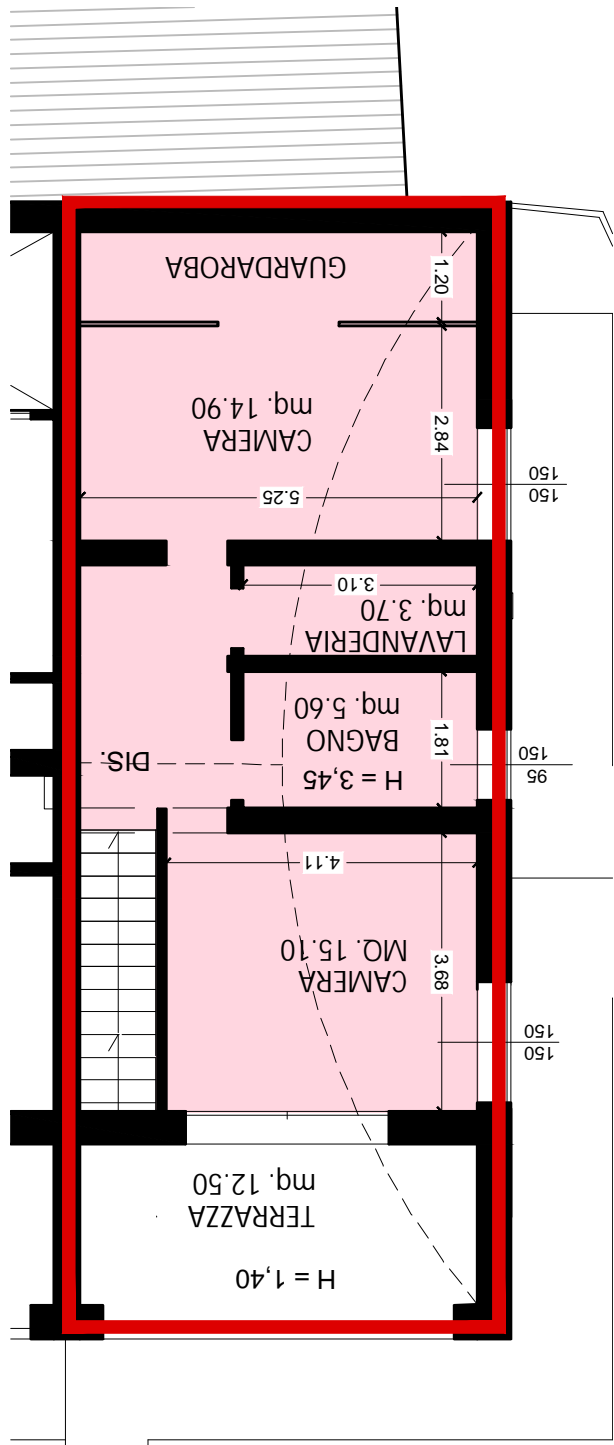 GUARDAROBA
1.20
CAMERA
mq. 14.90
2.84
5.25
150
150
3.10
LAVANDERIA
mq. 3.70
BAGNO
mq. 5.60
H = 3,45
1.81
DIS.
95
150
4.11
CAMERA
MQ. 15.10
3.68
150
150
TERRAZZA
mq. 12.50
H = 1,40